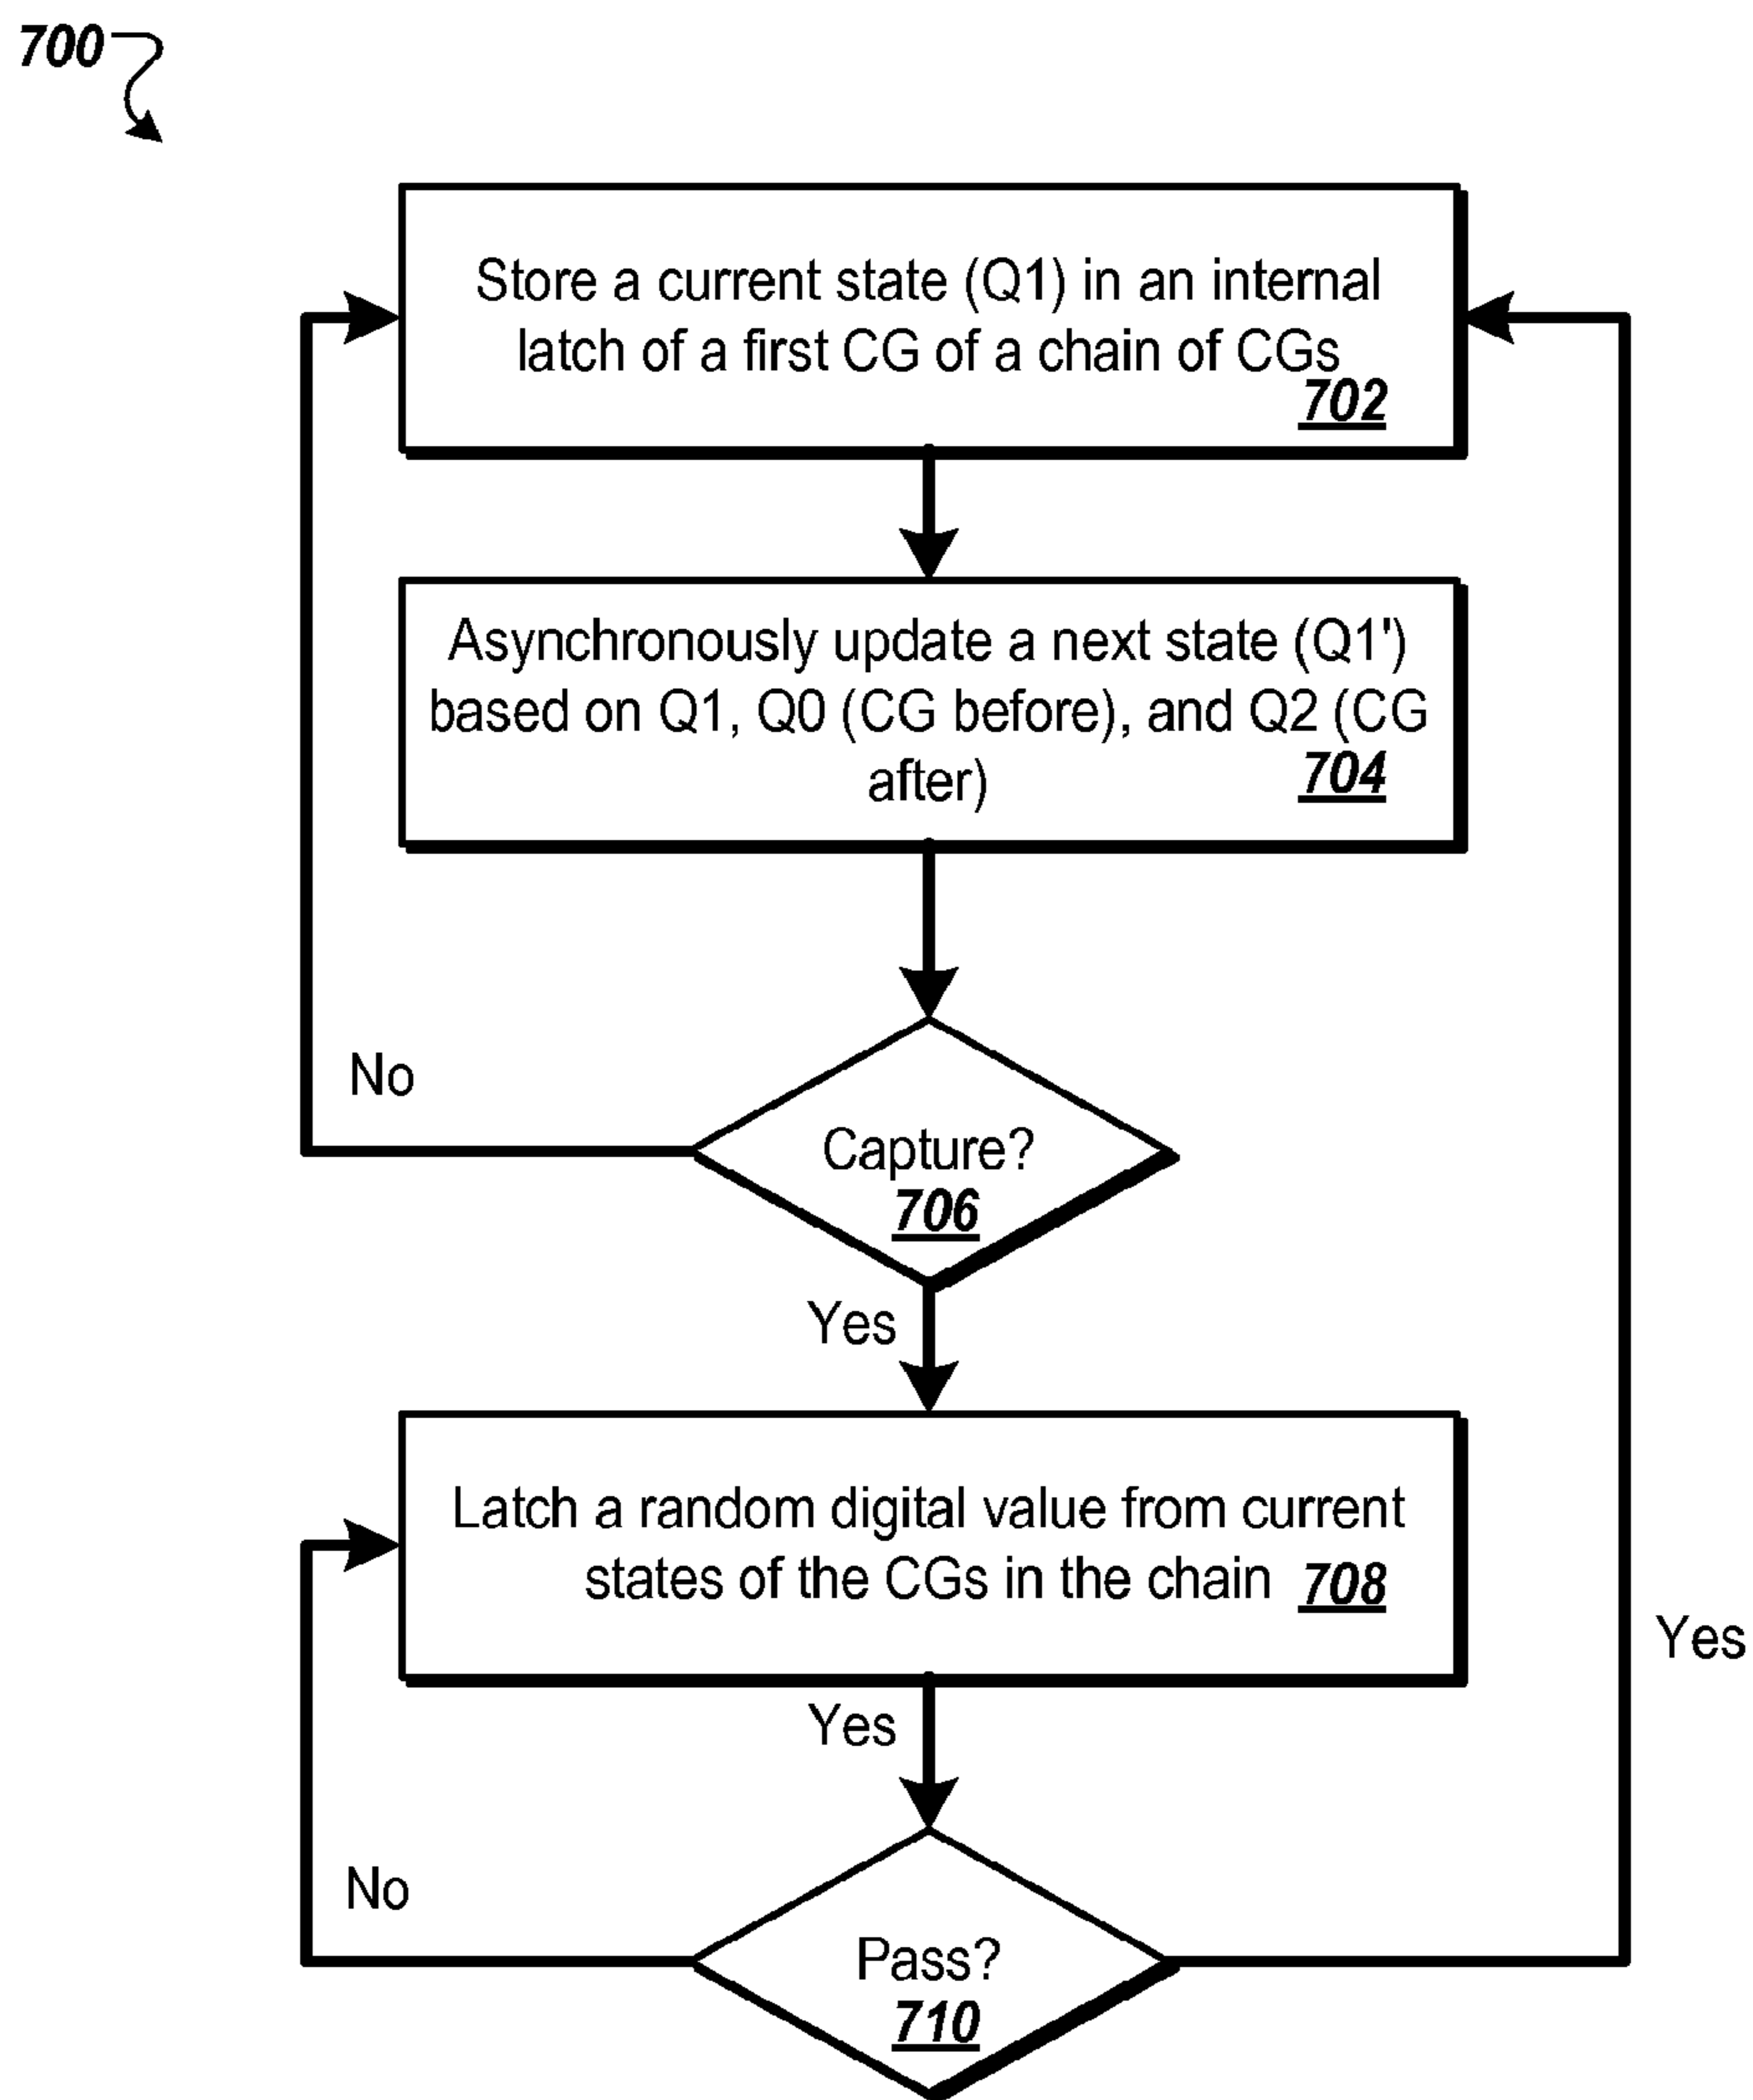 700
Store a current state (Q1) in an internal
latch of a first CG of a chain of CGs
702
Asynchronously update a next state (Q1')
based on Q1, Q0 (CG before), and Q2 (CG
after)
704
No
Capture?
706
Yes
Latch a random digital value from current
states of the CGs in the chain
708
Yes
Yes
No
Pass?
710